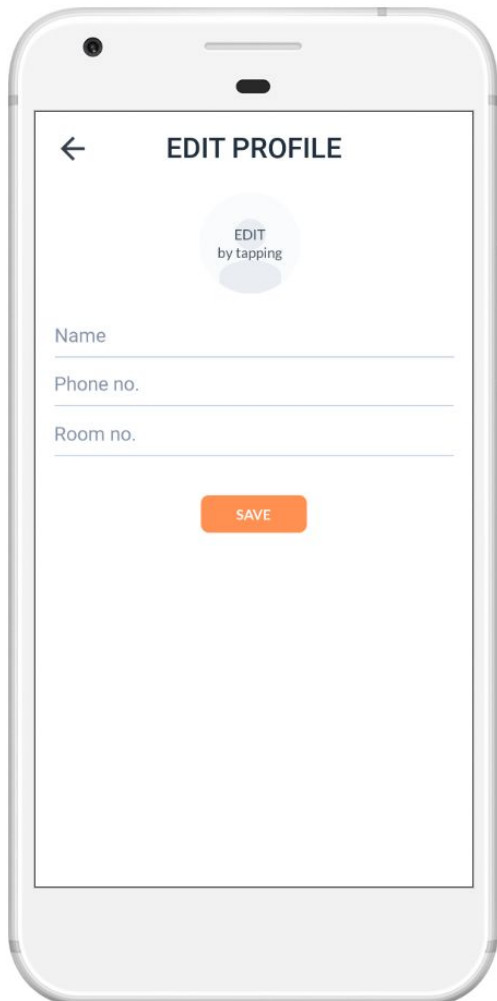 EDIT PROFILE
EDIT
by tapping
Name
Phone no.
Room no.
SAVE